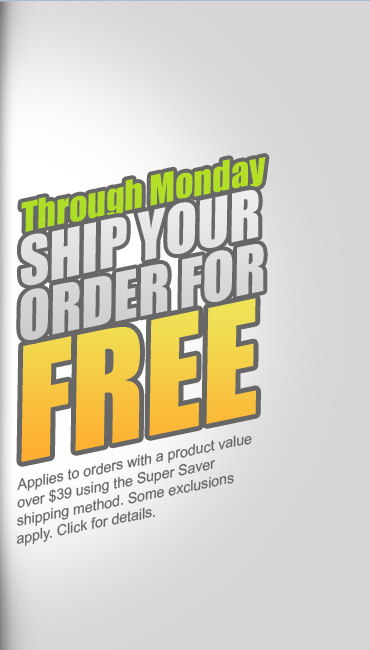 Through Monday
SHIP YOUR
ORDER FOR
FREE
Applies to orders with a product value
over $39 using the Super Saver
shipping method. Some exclusions
apply. Click for details.